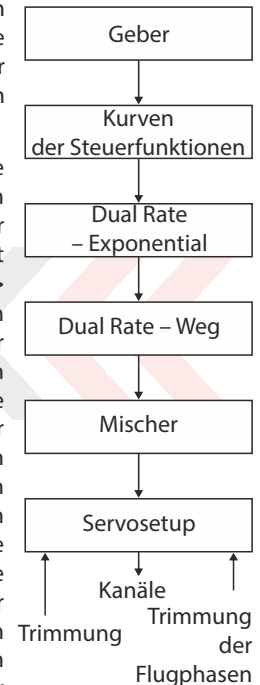 Geber
Kurven
der Steuerfunktionen
Dual Rate
– Exponential
Dual Rate – Weg
Mischer
Servosetup
Kanäle
Trimmung
Trimmung
der
Flugphasen